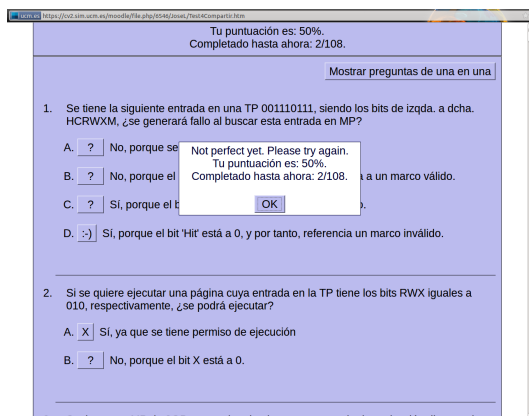 ucm.es https://cv2.sim.ucm.es/moodle/file.php/6546/JoseL/Test4Compartir.htm
Tu puntuación es: 50%.
Completado hasta ahora: 2/108.
Mostrar preguntas de una en una
1. Se tiene la siguiente entrada en una TP 001110111, siendo los bits de izqda. a dcha.
HCRWXM, ¿se generará fallo al buscar esta entrada en MP?
A. ? No, porque se
Not perfect yet. Please try again.
Tu puntuación es: 50%.
Completado hasta ahora: 2/108.
OK
B. ? No, porque el a a un marco válido.
C. ? Sí, porque el b o.
D. :-) Sí, porque el bit 'Hit' está a 0, y por tanto, referencia un marco inválido.
2. Si se quiere ejecutar una página cuya entrada en la TP tiene los bits RWX iguales a
010, respectivamente, ¿se podrá ejecutar?
A. X Sí, ya que se tiene permiso de ejecución
B. ? No, porque el bit X está a 0.